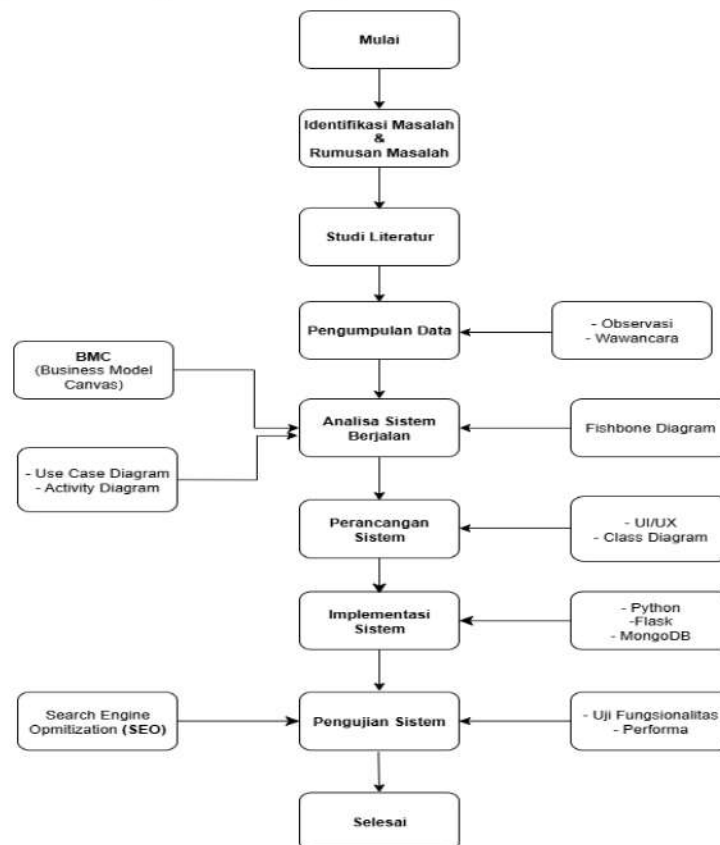 Mulai
Identifikasi Masalah
&
Rumusan Masalah
Studi Literatur
Pengumpulan Data
- Observasi
- Wawancara
BMC
(Business Model
Canvas)
Analisa Sistem
Berjalan
Fishbone Diagram
- Use Case Diagram
- Activity Diagram
Perancangan
Sistem
- UI/UX
- Class Diagram
Implementasi
Sistem
- Python
-Flask
- MongoDB
Search Engine
Opmitization (SEO)
Pengujian Sistem
- Uji Fungsionalitas
- Performa
Selesai